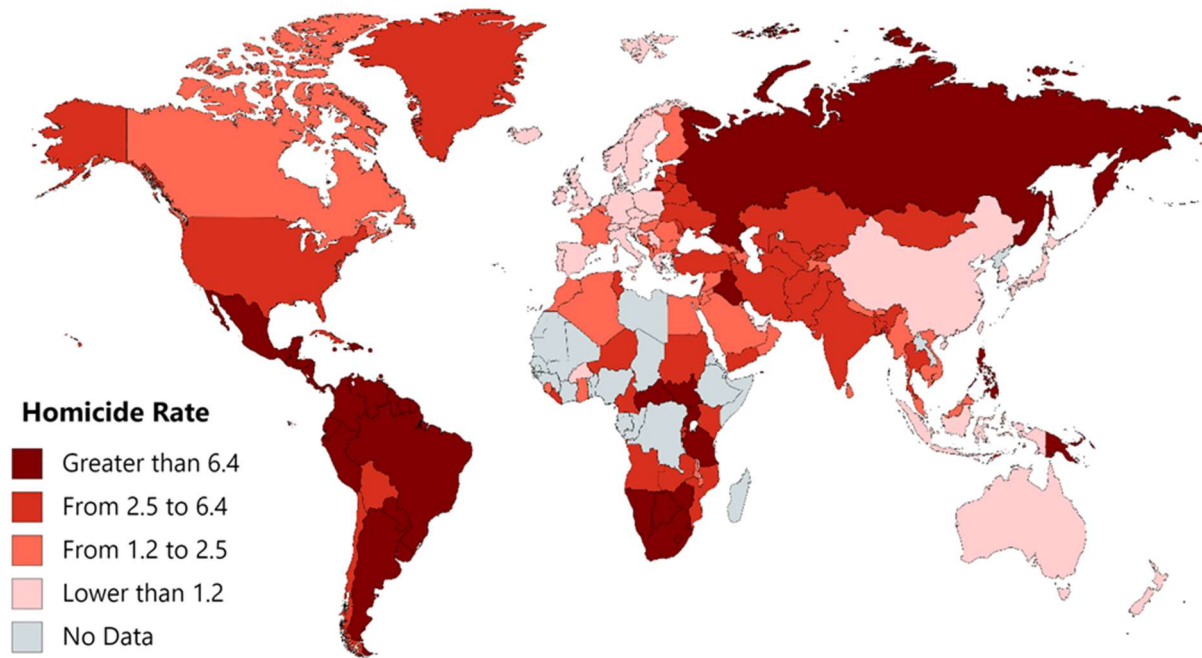 Homicide Rate
Greater than 6.4
From 2.5 to 6.4
From 1.2 to 2.5
Lower than 1.2
No Data